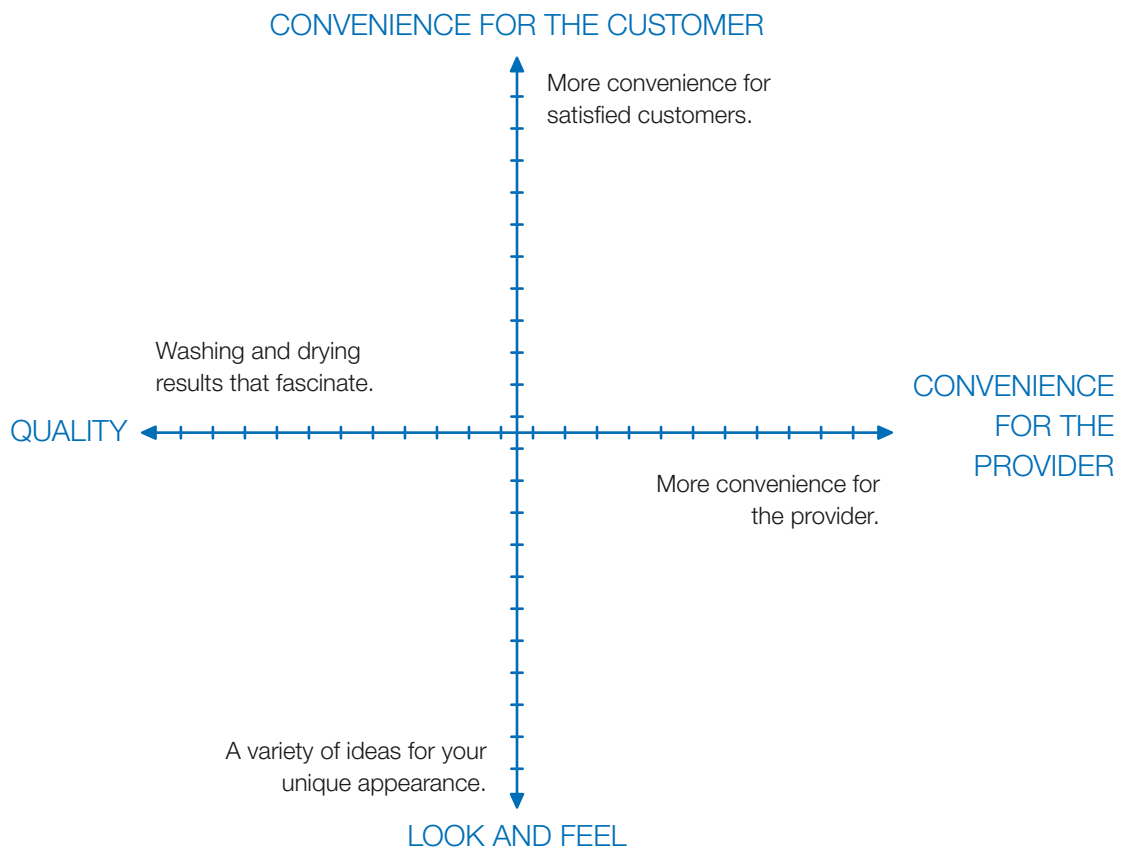 CONVENIENCE FOR THE CUSTOMER
More convenience for
satisfied customers.
Washing and drying
results that fascinate.
QUALITY
CONVENIENCE
FOR THE
PROVIDER
More convenience for
the provider.
A variety of ideas for your
unique appearance.
LOOK AND FEEL